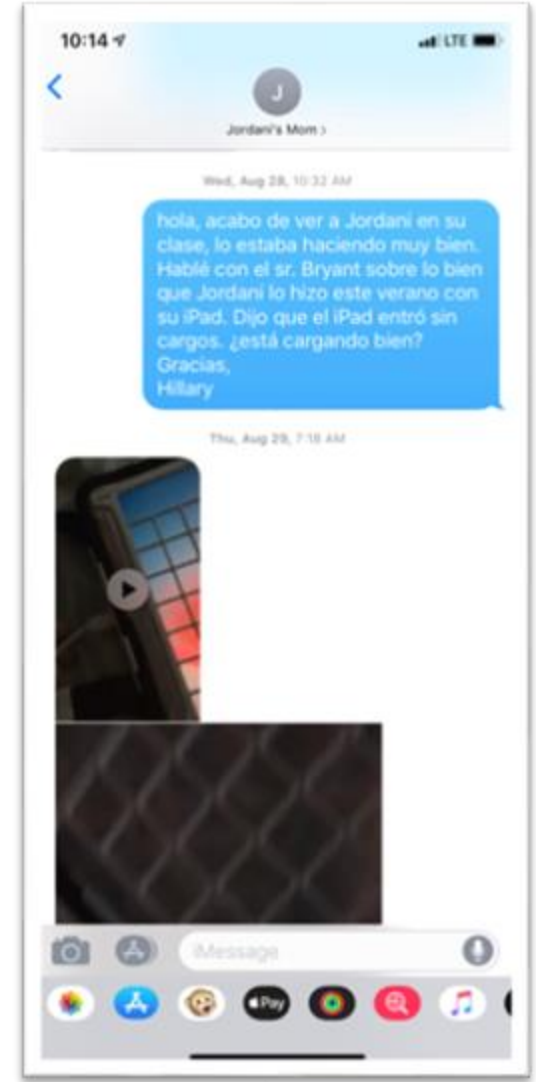 10:14
LTE
J
Jordani's Mom >
Wed, Aug 28, 10:32 AM
hola, acabo de ver a Jordani en su
clase, lo estaba haciendo muy bien.
Hablé con el sr. Bryant sobre lo bien
que Jordani lo hizo este verano con
su iPad. Dijo que el iPad entró sin
cargos. ¿está cargando bien?
Gracias,
Hillary
Thu, Aug 29, 7:18 AM
iMessage
Pay